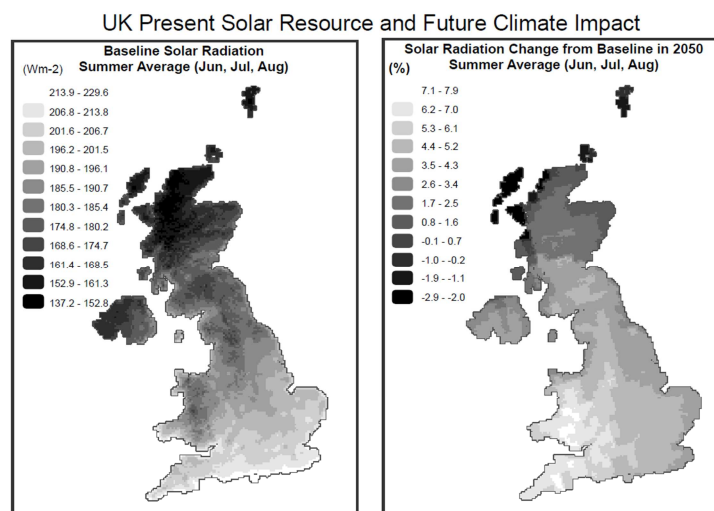 UK Present Solar Resource and Future Climate Impact
Baseline Solar Radiation
(Wm-2)
Summer Average (Jun, Jul, Aug)
213.9 - 229.6
206.8 - 213.8
201.6 - 206.7
196.2 - 201.5
190.8 - 196.1
185.5 - 190.7
180.3 - 185.4
174.8 - 180.2
168.6 - 174.7
161.4 - 168.5
152.9 - 161.3
137.2 - 152.8
Solar Radiation Change from Baseline in 2050
(%)
Summer Average (Jun, Jul, Aug)
7.1 - 7.9
6.2 - 7.0
5.3 - 6.1
4.4 - 5.2
3.5 - 4.3
2.6 - 3.4
1.7 - 2.5
0.8 - 1.6
-0.1 - 0.7
-1.0 - -0.2
-1.9 - -1.1
-2.9 - -2.0